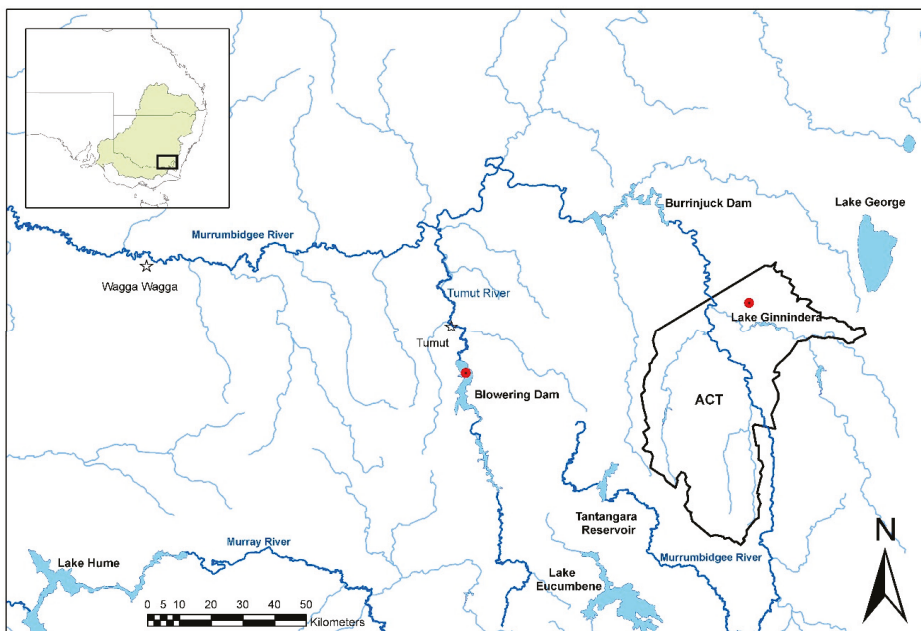 Burrinjuck Dam
Lake George
Murrumbidgee River
Wagga Wagga
Tumut River
Lake Ginnindera
Tumut
Blowering Dam
ACT
Tantangara
Reservoir
N
Murray River
Lake Hume
Murrumbidgee River
Lake
Eucumbene
0 5 10 20 30 40 50
Kilometers